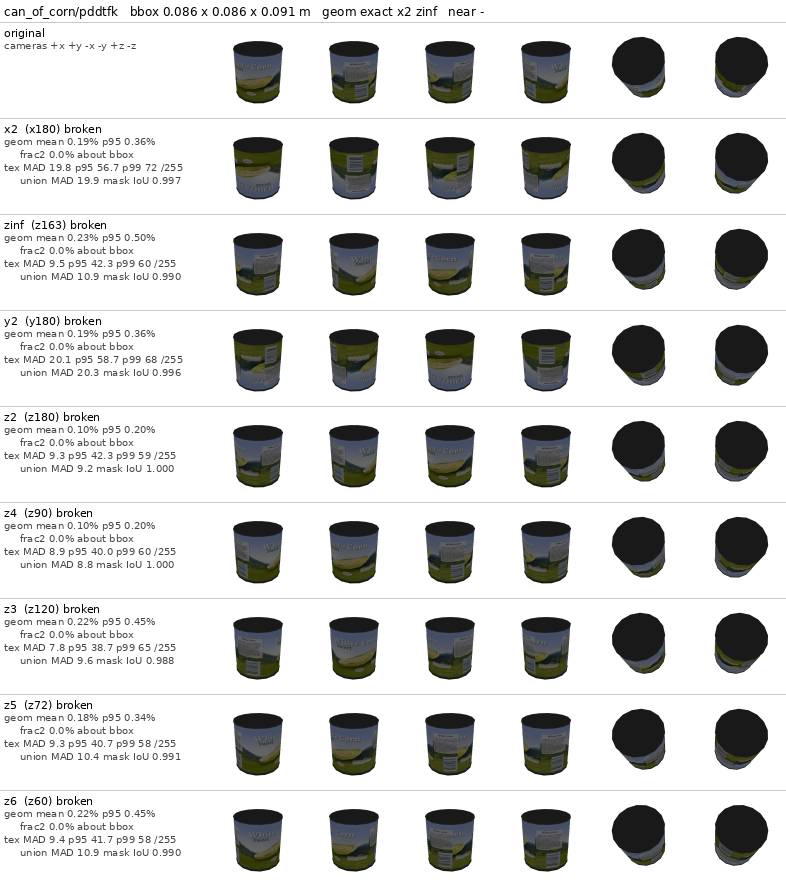 can_of_corn/pddtfk bbox 0.086 x 0.086 x 0.091 m geom exact x2 zinf near -
original
cameras +x +y -x -y +z -z
x2 (x180) broken
geom mean 0.19% p95 0.36%
frac2 0.0% about bbox
tex MAD 19.8 p95 56.7 p99 72 /255
union MAD 19.9 mask IoU 0.997
zinf (z163) broken
geom mean 0.23% p95 0.50%
frac2 0.0% about bbox
tex MAD 9.5 p95 42.3 p99 60 /255
union MAD 10.9 mask IoU 0.990
y2 (y180) broken
geom mean 0.19% p95 0.36%
frac2 0.0% about bbox
tex MAD 20.1 p95 58.7 p99 68 /255
union MAD 20.3 mask IoU 0.996
z2 (z180) broken
geom mean 0.10% p95 0.20%
frac2 0.0% about bbox
tex MAD 9.3 p95 42.3 p99 59 /255
union MAD 9.2 mask IoU 1.000
z4 (z90) broken
geom mean 0.10% p95 0.20%
frac2 0.0% about bbox
tex MAD 8.9 p95 40.0 p99 60 /255
union MAD 8.8 mask IoU 1.000
z3 (z120) broken
geom mean 0.22% p95 0.45%
frac2 0.0% about bbox
tex MAD 7.8 p95 38.7 p99 65 /255
union MAD 9.6 mask IoU 0.988
z5 (z72) broken
geom mean 0.18% p95 0.34%
frac2 0.0% about bbox
tex MAD 9.3 p95 40.7 p99 58 /255
union MAD 10.4 mask IoU 0.991
z6 (z60) broken
geom mean 0.22% p95 0.45%
frac2 0.0% about bbox
tex MAD 9.4 p95 41.7 p99 58 /255
union MAD 10.9 mask IoU 0.990